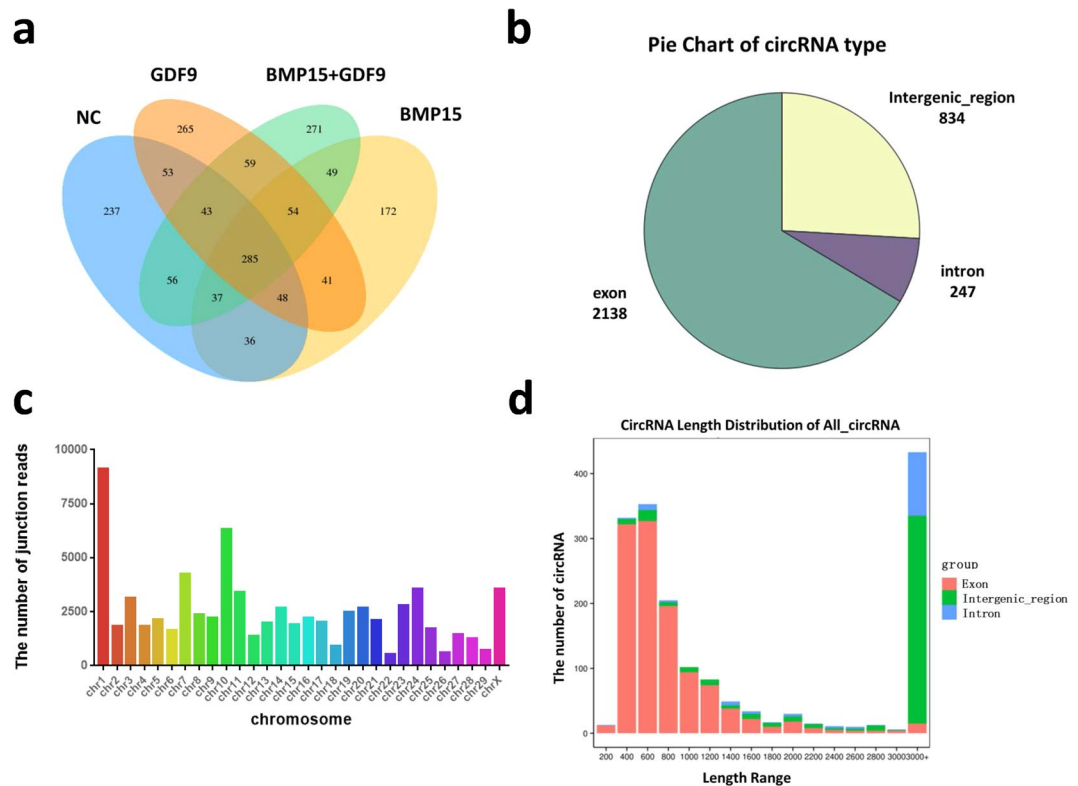 a
GDF9
BMP15+GDF9
NC
BMP15
265
271
59
53
49
237
43
54
172
285
56
41
37
48
36
b
Pie Chart of circRNA type
Intergenic_region
834
intron
247
exon
2138
c
The number of junction reads
10000
7500
5000
2500
0
chr1
chr2
chr3
chr4
chr5
chr6
chr7
chr8
chr9
chr10
chr11
chr12
chr13
chr14
chr15
chr16
chr17
chr18
chr19
chr20
chr21
chr22
chr23
chr24
chr25
chr26
chr27
chr28
chr29
chrX
chromosome
d
CircRNA Length Distribution of All_circRNA
The number of circRNA
400
300
200
100
0
200 400 600 800 1000 1200 1400 1600 1800 2000 2200 2400 2600 2800 3000 3000+
Length Range
group
Exon
Intergenic_region
Intron